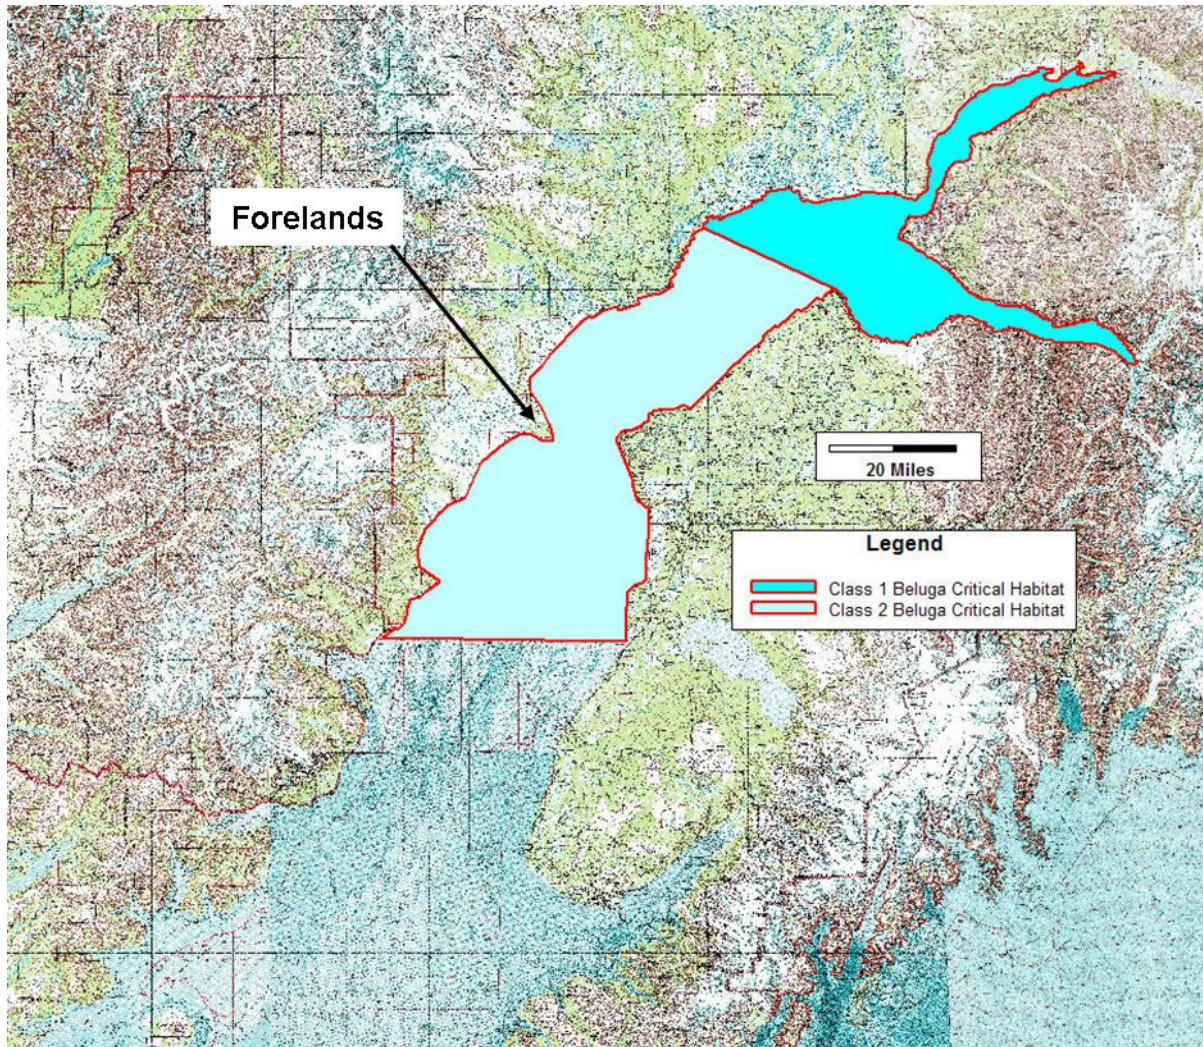 Forelands
20 Miles
Legend
Class 1 Beluga Critical Habitat
Class 2 Beluga Critical Habitat